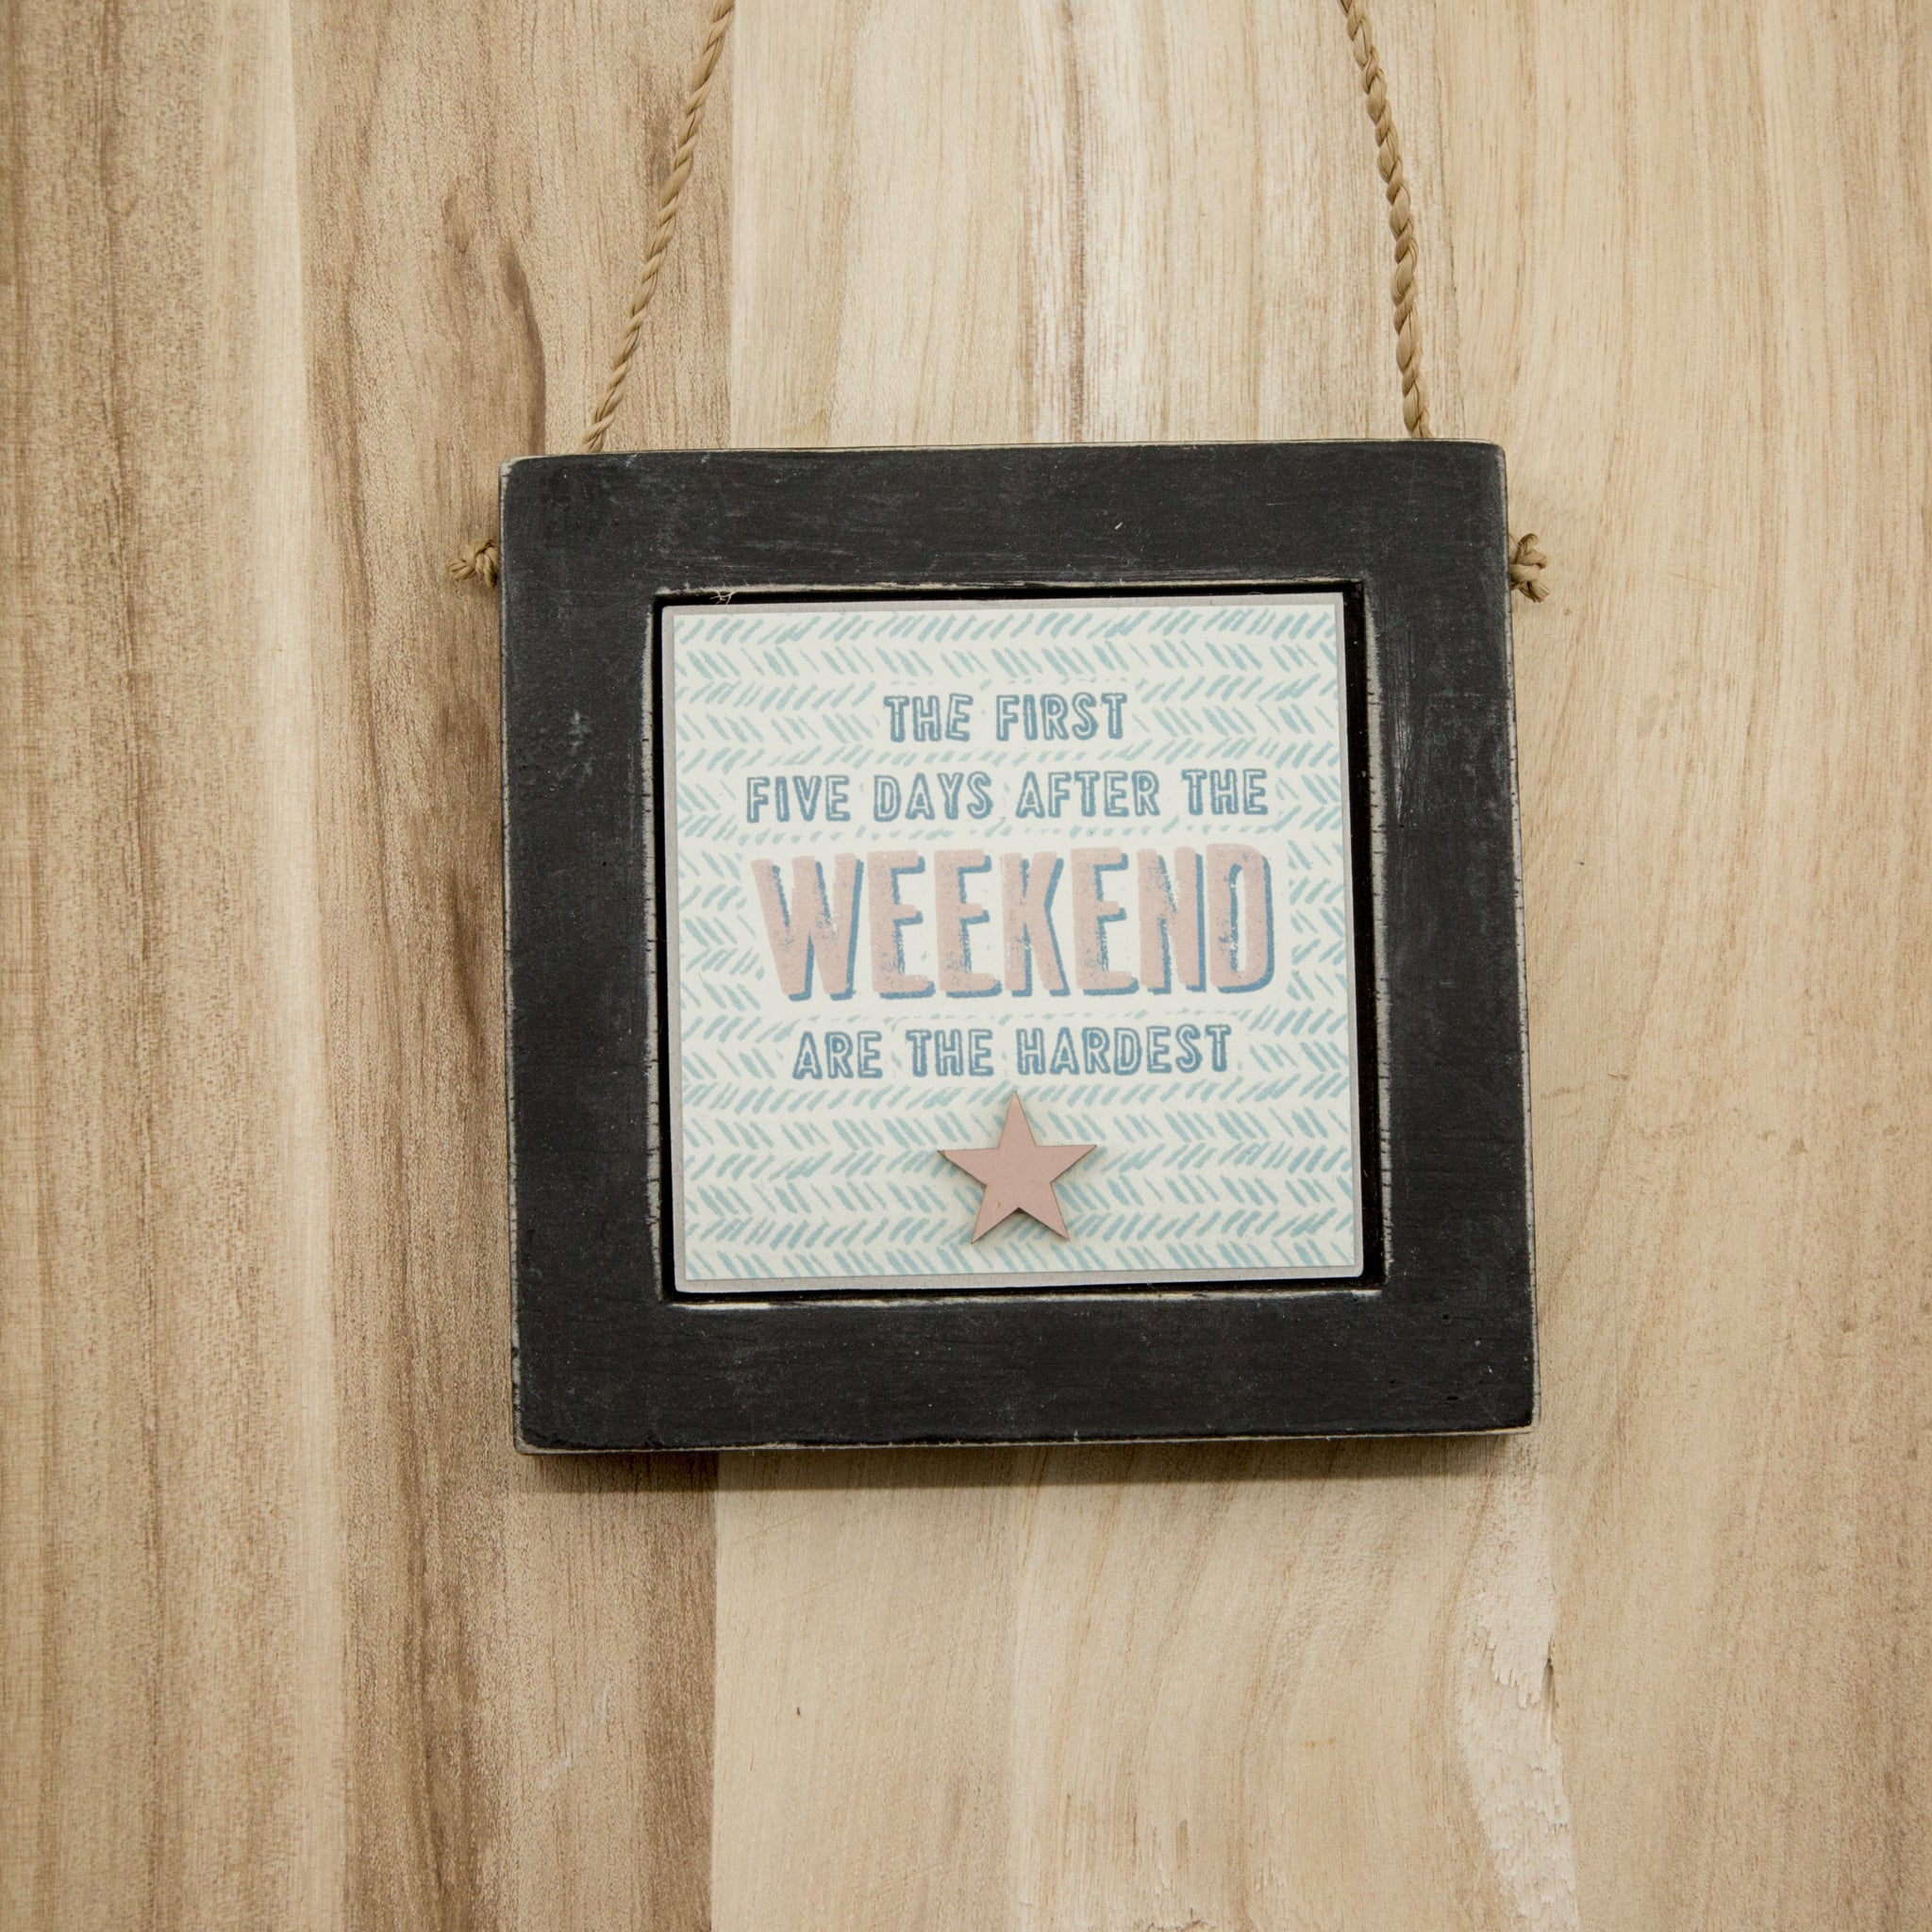 THE FIRST
FIVE DAYS AFTER THE
WEEKEND
ARE THE HARDEST